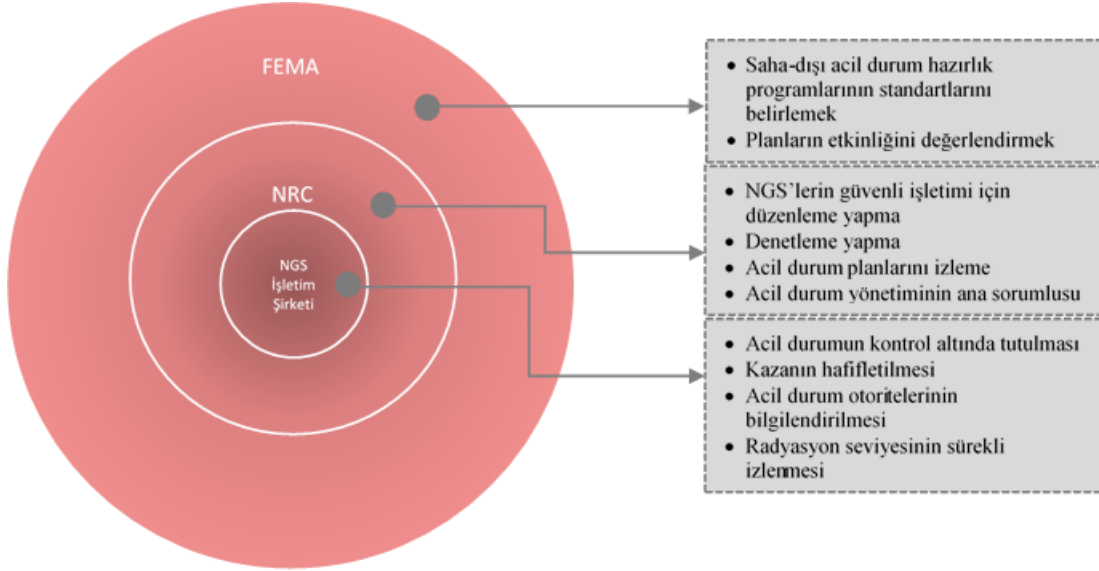 FEMA
NRC
NGS
İşletim
Şirketi
• Saha-dışı acil durum hazırlık
programlarının standartlarını
belirlemek
• Planların etkinliğini değerlendirmek
• NGS’lerin güvenli işletimi için
düzenleme yapma
• Denetleme yapma
• Acil durum planlarını izleme
• Acil durum yönetiminin ana sorumlusu
• Acil durumun kontrol altında tutulması
• Kazanın hafifletilmesi
• Acil durum otoritelerinin
bilgilendirilmesi
• Radyasyon seviyesinin sürekli
izlenmesi